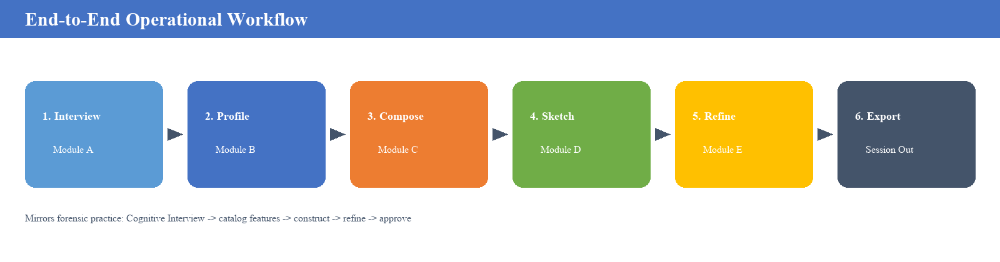 End-to-End Operational Workflow
1. Interview
Module A
2. Profile
Module B
3. Compose
Module C
4. Sketch
Module D
5. Refine
Module E
6. Export
Session Out
Mirrors forensic practice: Cognitive Interview -> catalog features -> construct -> refine -> approve